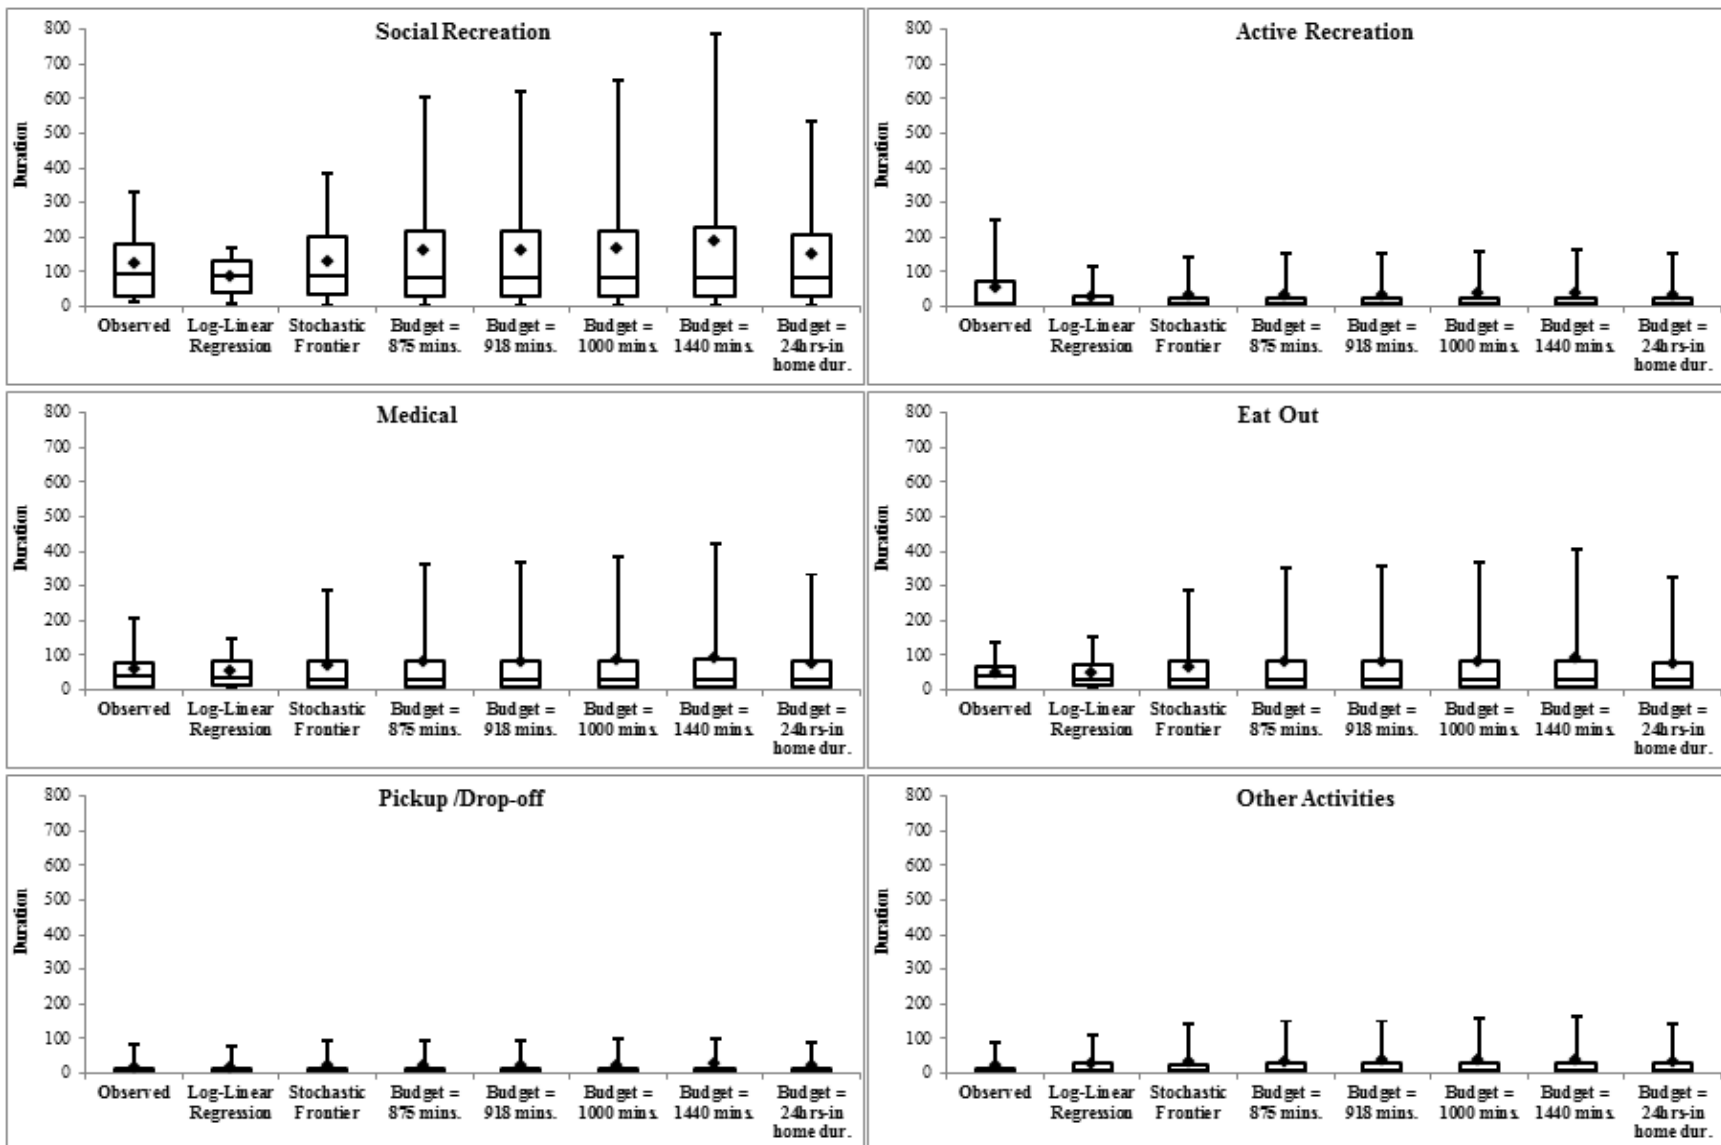 Social Recreation
800
700
600
500
400
300
200
100
0
Duration
Observed
Log-Linear
Regression
Stochastic
Frontier
Budget =
875 mins.
Budget =
918 mins.
Budget =
1000 mins.
Budget =
1440 mins.
Budget =
24hrs-in
home dur.
Active Recreation
800
700
600
500
400
300
200
100
0
Duration
Observed
Log-Linear
Regression
Stochastic
Frontier
Budget =
875 mins.
Budget =
918 mins.
Budget =
1000 mins.
Budget =
1440 mins.
Budget =
24hrs-in
home dur.
Medical
800
700
600
500
400
300
200
100
0
Duration
Observed
Log-Linear
Regression
Stochastic
Frontier
Budget =
875 mins.
Budget =
918 mins.
Budget =
1000 mins.
Budget =
1440 mins.
Budget =
24hrs-in
home dur.
Eat Out
800
700
600
500
400
300
200
100
0
Duration
Observed
Log-Linear
Regression
Stochastic
Frontier
Budget =
875 mins.
Budget =
918 mins.
Budget =
1000 mins.
Budget =
1440 mins.
Budget =
24hrs-in
home dur.
Pickup /Drop-off
800
700
600
500
400
300
200
100
0
Duration
Observed
Log-Linear
Regression
Stochastic
Frontier
Budget =
875 mins.
Budget =
918 mins.
Budget =
1000 mins.
Budget =
1440 mins.
Budget =
24hrs-in
home dur.
Other Activities
800
700
600
500
400
300
200
100
0
Duration
Observed
Log-Linear
Regression
Stochastic
Frontier
Budget =
875 mins.
Budget =
918 mins.
Budget =
1000 mins.
Budget =
1440 mins.
Budget =
24hrs-in
home dur.